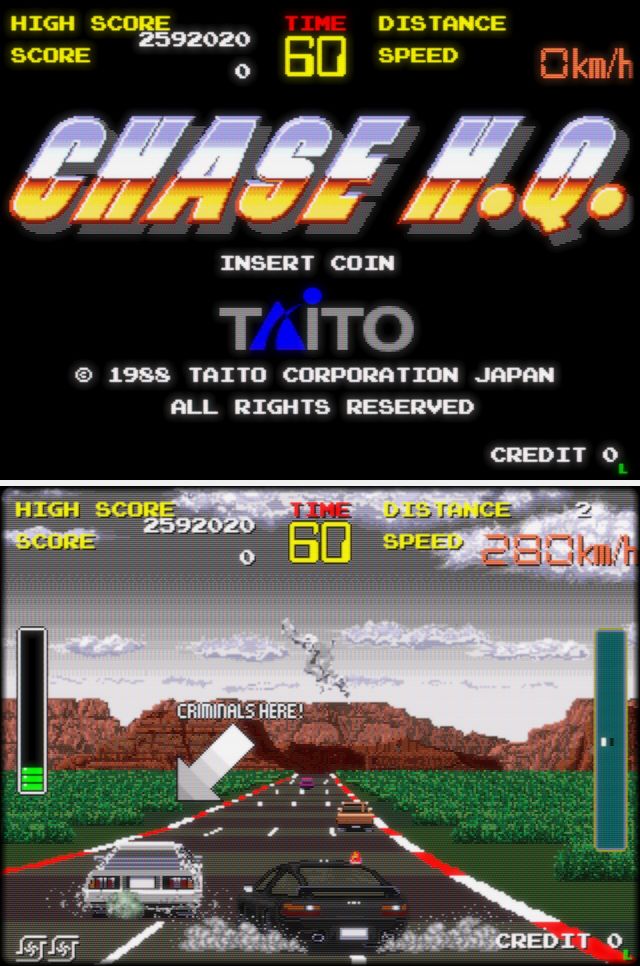 HIGH SCORE
2592020
SCORE
0
TIME
60
DISTANCE
SPEED
0km/h
CHASE H.Q.
INSERT COIN
TAITO
© 1988 TAITO CORPORATION JAPAN
ALL RIGHTS RESERVED
CREDIT 0
L
HIGH SCORE
2592020
SCORE
0
TIME
60
DISTANCE 2
SPEED 280km/h
CRIMINALS HERE!
CREDIT 0
L